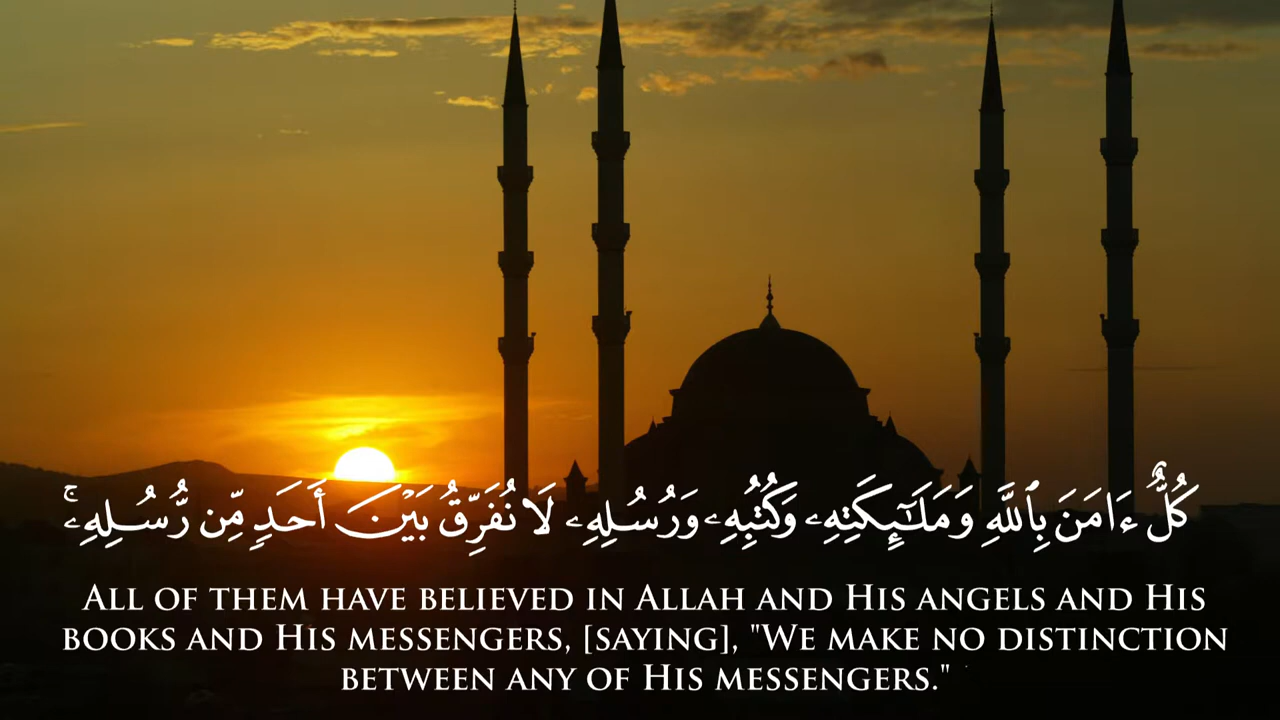 كُلٌّ ءَامَنَ بِٱللَّهِ وَمَلَـٰٓئِكَتِهِۦ وَكُتُبِهِۦ وَرُسُلِهِۦ لَا نُفَرِّقُ بَيْنَ أَحَدٍ مِّن رُّسُلِهِۦ ۚ
All of them have believed in Allah and His angels and His
books and His messengers, [saying], "We make no distinction
between any of His messengers."